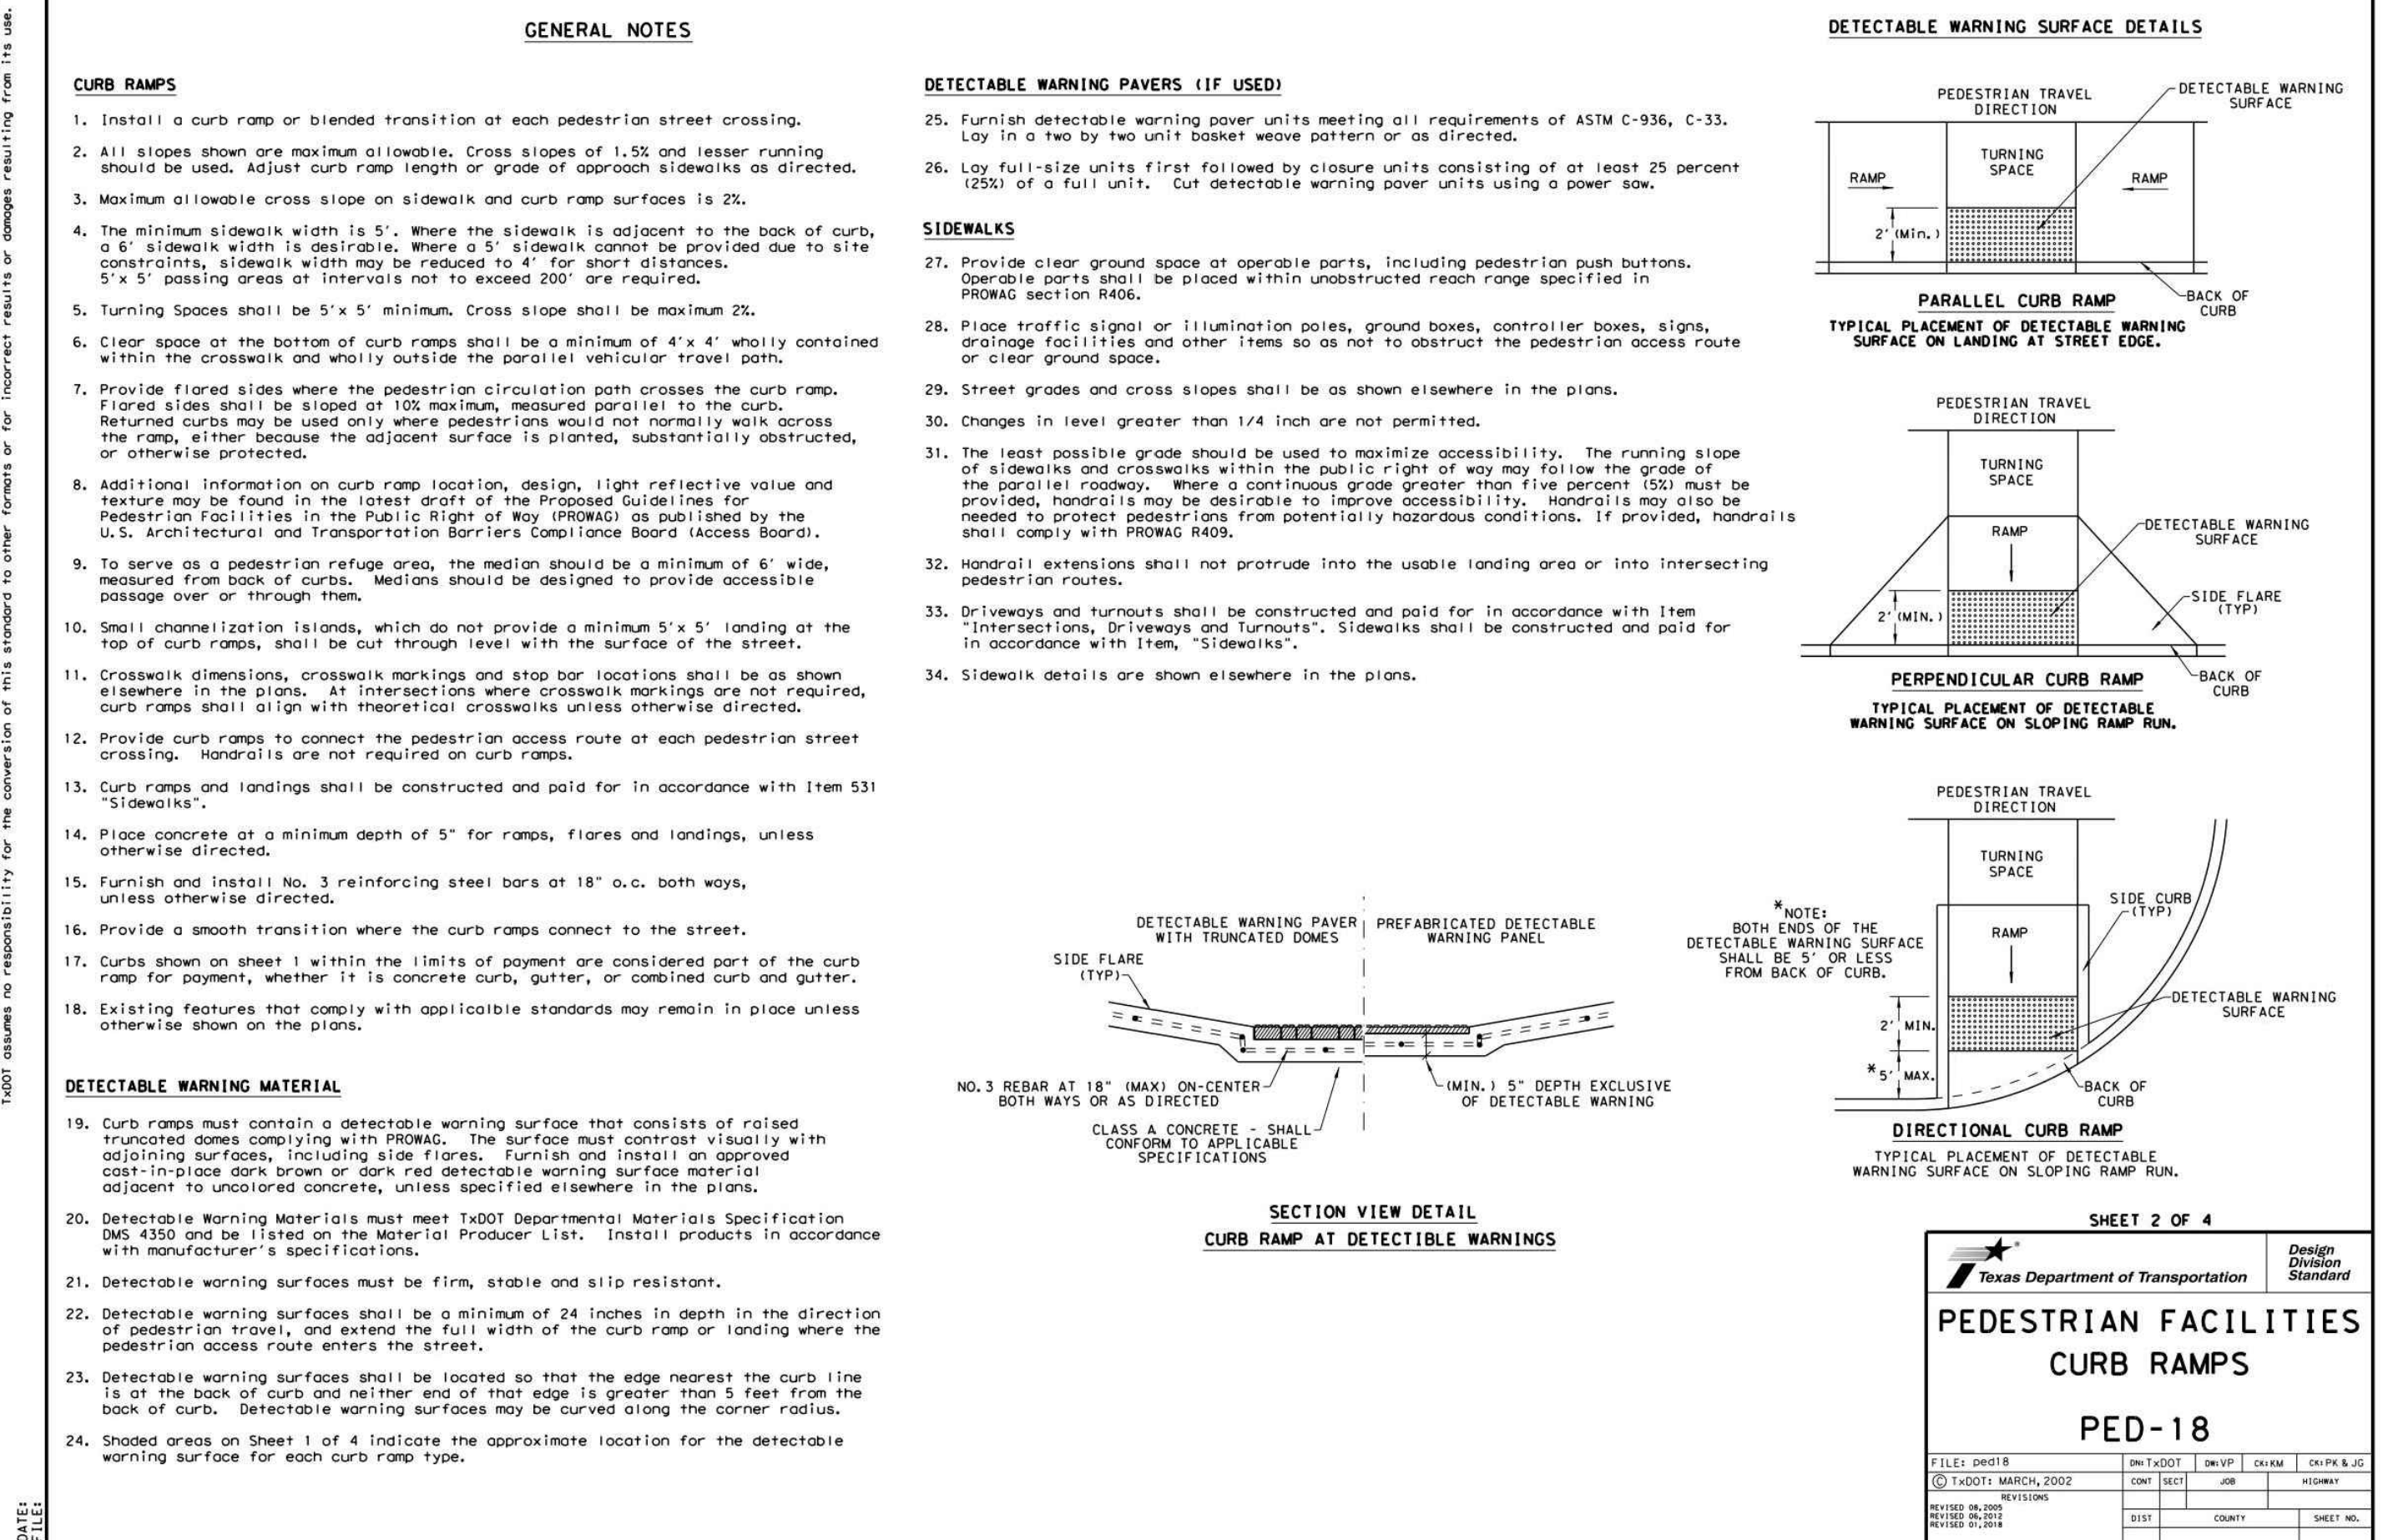 TxDOT assumes no responsibility for the conversion of this standard to other formats or for incorrect results or damages resulting from its use.
DATE:
FILE:
GENERAL NOTES
CURB RAMPS
1. Install a curb ramp or blended transition at each pedestrian street crossing.
2. All slopes shown are maximum allowable. Cross slopes of 1.5% and lesser running
should be used. Adjust curb ramp length or grade of approach sidewalks as directed.
3. Maximum allowable cross slope on sidewalk and curb ramp surfaces is 2%.
4. The minimum sidewalk width is 5'. Where the sidewalk is adjacent to the back of curb,
a 6' sidewalk width is desirable. Where a 5' sidewalk cannot be provided due to site
constraints, sidewalk width may be reduced to 4' for short distances.
5'x 5' passing areas at intervals not to exceed 200' are required.
5. Turning Spaces shall be 5'x 5' minimum. Cross slope shall be maximum 2%.
6. Clear space at the bottom of curb ramps shall be a minimum of 4'x 4' wholly contained
within the crosswalk and wholly outside the parallel vehicular travel path.
7. Provide flared sides where the pedestrian circulation path crosses the curb ramp.
Flared sides shall be sloped at 10% maximum, measured parallel to the curb.
Returned curbs may be used only where pedestrians would not normally walk across
the ramp, either because the adjacent surface is planted, substantially obstructed,
or otherwise protected.
8. Additional information on curb ramp location, design, light reflective value and
texture may be found in the latest draft of the Proposed Guidelines for
Pedestrian Facilities in the Public Right of Way (PROWAG) as published by the
U.S. Architectural and Transportation Barriers Compliance Board (Access Board).
9. To serve as a pedestrian refuge area, the median should be a minimum of 6' wide,
measured from back of curbs. Medians should be designed to provide accessible
passage over or through them.
10. Small channelization islands, which do not provide a minimum 5'x 5' landing at the
top of curb ramps, shall be cut through level with the surface of the street.
11. Crosswalk dimensions, crosswalk markings and stop bar locations shall be as shown
elsewhere in the plans. At intersections where crosswalk markings are not required,
curb ramps shall align with theoretical crosswalks unless otherwise directed.
12. Provide curb ramps to connect the pedestrian access route at each pedestrian street
crossing. Handrails are not required on curb ramps.
13. Curb ramps and landings shall be constructed and paid for in accordance with Item 531
"Sidewalks".
14. Place concrete at a minimum depth of 5" for ramps, flares and landings, unless
otherwise directed.
15. Furnish and install No. 3 reinforcing steel bars at 18" o.c. both ways,
unless otherwise directed.
16. Provide a smooth transition where the curb ramps connect to the street.
17. Curbs shown on sheet 1 within the limits of payment are considered part of the curb
ramp for payment, whether it is concrete curb, gutter, or combined curb and gutter.
18. Existing features that comply with applicalble standards may remain in place unless
otherwise shown on the plans.
DETECTABLE WARNING MATERIAL
19. Curb ramps must contain a detectable warning surface that consists of raised
truncated domes complying with PROWAG. The surface must contrast visually with
adjoining surfaces, including side flares. Furnish and install an approved
cast-in-place dark brown or dark red detectable warning surface material
adjacent to uncolored concrete, unless specified elsewhere in the plans.
20. Detectable Warning Materials must meet TxDOT Departmental Materials Specification
DMS 4350 and be listed on the Material Producer List. Install products in accordance
with manufacturer's specifications.
21. Detectable warning surfaces must be firm, stable and slip resistant.
22. Detectable warning surfaces shall be a minimum of 24 inches in depth in the direction
of pedestrian travel, and extend the full width of the curb ramp or landing where the
pedestrian access route enters the street.
23. Detectable warning surfaces shall be located so that the edge nearest the curb line
is at the back of curb and neither end of that edge is greater than 5 feet from the
back of curb. Detectable warning surfaces may be curved along the corner radius.
24. Shaded areas on Sheet 1 of 4 indicate the approximate location for the detectable
warning surface for each curb ramp type.
DETECTABLE WARNING PAVERS (IF USED)
25. Furnish detectable warning paver units meeting all requirements of ASTM C-936, C-33.
Lay in a two by two unit basket weave pattern or as directed.
26. Lay full-size units first followed by closure units consisting of at least 25 percent
(25%) of a full unit. Cut detectable warning paver units using a power saw.
SIDEWALKS
27. Provide clear ground space at operable parts, including pedestrian push buttons.
Operable parts shall be placed within unobstructed reach range specified in
PROWAG section R406.
28. Place traffic signal or illumination poles, ground boxes, controller boxes, signs,
drainage facilities and other items so as not to obstruct the pedestrian access route
or clear ground space.
29. Street grades and cross slopes shall be as shown elsewhere in the plans.
30. Changes in level greater than 1/4 inch are not permitted.
31. The least possible grade should be used to maximize accessibility. The running slope
of sidewalks and crosswalks within the public right of way may follow the grade of
the parallel roadway. Where a continuous grade greater than five percent (5%) must be
provided, handrails may be desirable to improve accessibility. Handrails may also be
needed to protect pedestrians from potentially hazardous conditions. If provided, handrails
shall comply with PROWAG R409.
32. Handrail extensions shall not protrude into the usable landing area or into intersecting
pedestrian routes.
33. Driveways and turnouts shall be constructed and paid for in accordance with Item
"Intersections, Driveways and Turnouts". Sidewalks shall be constructed and paid for
in accordance with Item, "Sidewalks".
34. Sidewalk details are shown elsewhere in the plans.
DETECTABLE WARNING PAVER
WITH TRUNCATED DOMES
PREFABRICATED DETECTABLE
WARNING PANEL
SIDE FLARE
(TYP)
NO.3 REBAR AT 18" (MAX) ON-CENTER
BOTH WAYS OR AS DIRECTED
(MIN.) 5" DEPTH EXCLUSIVE
OF DETECTABLE WARNING
CLASS A CONCRETE - SHALL
CONFORM TO APPLICABLE
SPECIFICATIONS
SECTION VIEW DETAIL
CURB RAMP AT DETECTIBLE WARNINGS
DETECTABLE WARNING SURFACE DETAILS
PEDESTRIAN TRAVEL
DIRECTION
DETECTABLE WARNING
SURFACE
TURNING
SPACE
RAMP
RAMP
2' (Min.)
BACK OF
CURB
PARALLEL CURB RAMP
TYPICAL PLACEMENT OF DETECTABLE WARNING
SURFACE ON LANDING AT STREET EDGE.
PEDESTRIAN TRAVEL
DIRECTION
TURNING
SPACE
RAMP
DETECTABLE WARNING
SURFACE
2' (MIN.)
SIDE FLARE
(TYP)
BACK OF
CURB
PERPENDICULAR CURB RAMP
TYPICAL PLACEMENT OF DETECTABLE
WARNING SURFACE ON SLOPING RAMP RUN.
PEDESTRIAN TRAVEL
DIRECTION
TURNING
SPACE
SIDE CURB
(TYP)
*NOTE:
BOTH ENDS OF THE
DETECTABLE WARNING SURFACE
SHALL BE 5' OR LESS
FROM BACK OF CURB.
RAMP
DETECTABLE WARNING
SURFACE
2' MIN.
*5' MAX.
BACK OF
CURB
DIRECTIONAL CURB RAMP
TYPICAL PLACEMENT OF DETECTABLE
WARNING SURFACE ON SLOPING RAMP RUN.
SHEET 2 OF 4
®
Texas Department of Transportation
Design
Division
Standard
PEDESTRIAN FACILITIES
CURB RAMPS
PED-18
FILE: ped18
DN: TxDOT
DW: VP
CK: KM
CK: PK & JG
© TxDOT: MARCH, 2002
CONT
SECT
JOB
HIGHWAY
REVISIONS
REVISED 08,2005
REVISED 06,2012
REVISED 01,2018
DIST
COUNTY
SHEET NO.